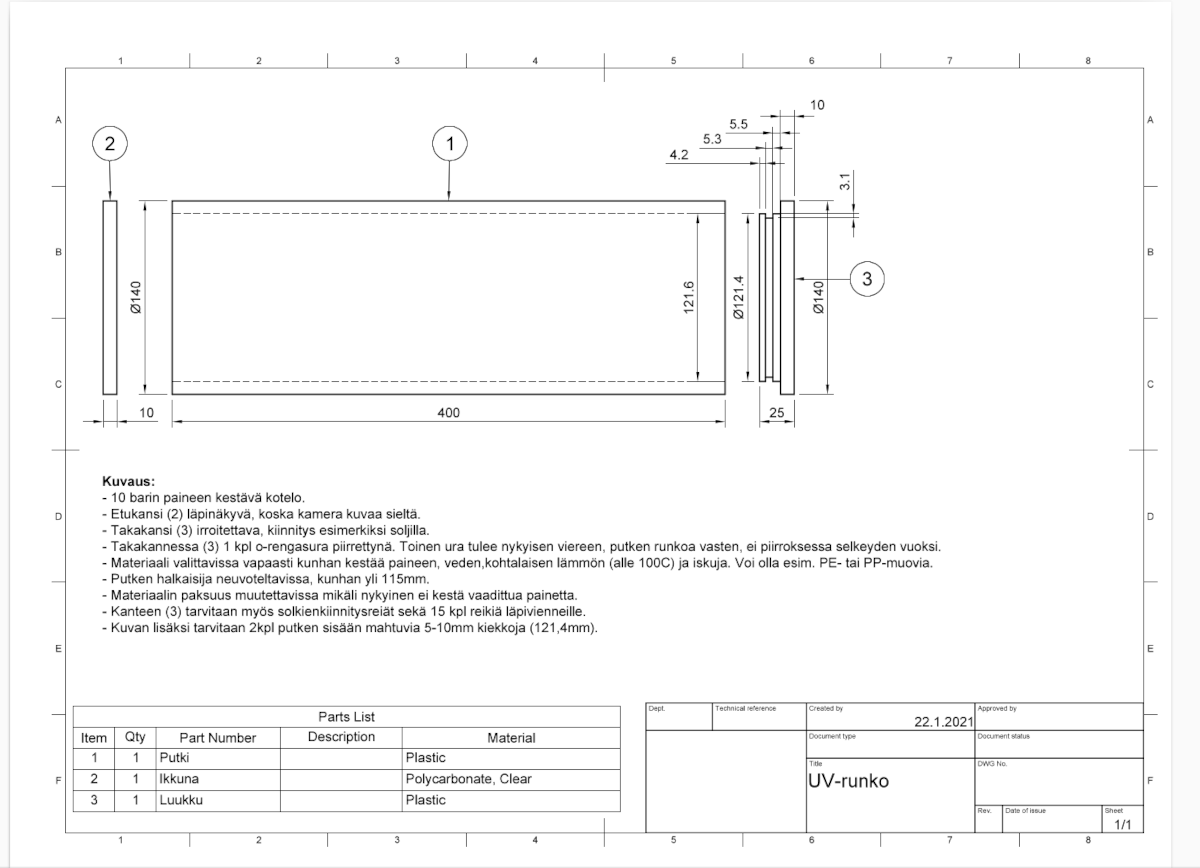 1 2 3 4 5 6 7 8
A A
10
5.5
5.3
4.2
2 1
3.1
B B
Ø140
121.6
Ø121.4
Ø140
3
C C
10 400 25
Kuvaus:
- 10 barin paineen kestävä kotelo.
- Etukansi (2) läpinäkyvä, koska kamera kuvaa sieltä.
- Takakansi (3) irroitettava, kiinnitys esimerkiksi soljilla.
- Takakannessa (3) 1 kpl o-rengasura piirrettynä. Toinen ura tulee nykyisen viereen, putken runkoa vasten, ei piirroksessa selkeyden vuoksi.
- Materiaali valittavissa vapaasti kunhan kestää paineen, veden,kohtalaisen lämmön (alle 100C) ja iskuja. Voi olla esim. PE- tai PP-muovia.
- Putken halkaisija neuvoteltavissa, kunhan yli 115mm.
- Materiaalin paksuus muutettavissa mikäli nykyinen ei kestä vaadittua painetta.
- Kanteen (3) tarvitaan myös solkienkiinnitysreiät sekä 15 kpl reikiä läpivienneille.
- Kuvan lisäksi tarvitaan 2kpl putken sisään mahtuvia 5-10mm kiekkoja (121,4mm).
D D
E E
Parts List
Item Qty Part Number Description Material
1 1 Putki Plastic
2 1 Ikkuna Polycarbonate, Clear
3 1 Luukku Plastic
F F
Dept. Technical reference Created by Approved by
22.1.2021
Document type Document status
Title DWG No.
UV-runko
Rev. Date of issue Sheet
1/1
1 2 3 4 5 6 7 8